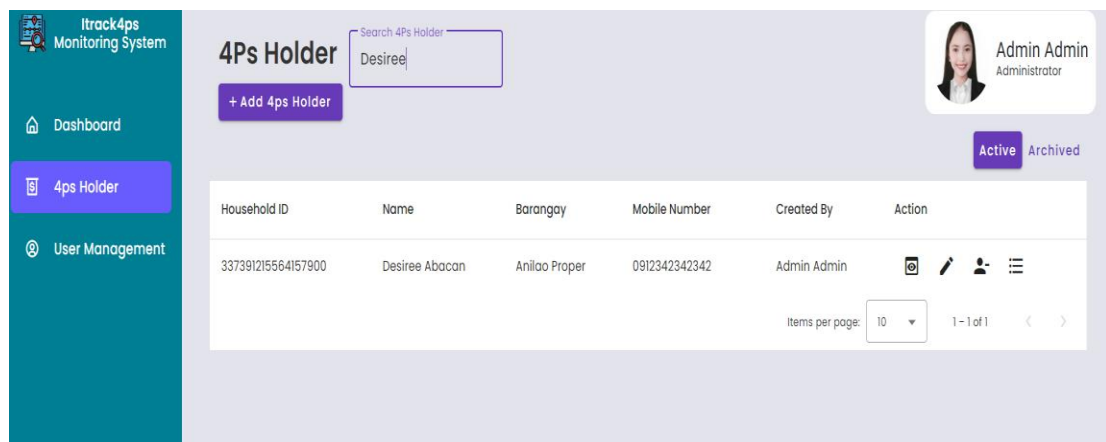 Itrack4ps
Monitoring System
Dashboard
4ps Holder
User Management
4Ps Holder
Search 4Ps Holder
Desiree
+ Add 4ps Holder
Admin Admin
Administrator
Active Archived
Household ID Name Barangay Mobile Number Created By Action
337391215564157900 Desiree Abacan Anilao Proper 0912342342342 Admin Admin
Items per page: 10 1 – 1 of 1